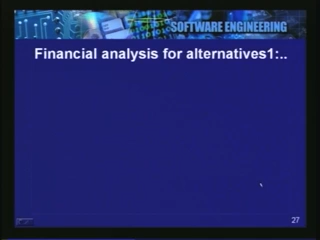 SOFTWARE ENGINEERING
Financial analysis for alternatives1:..
27